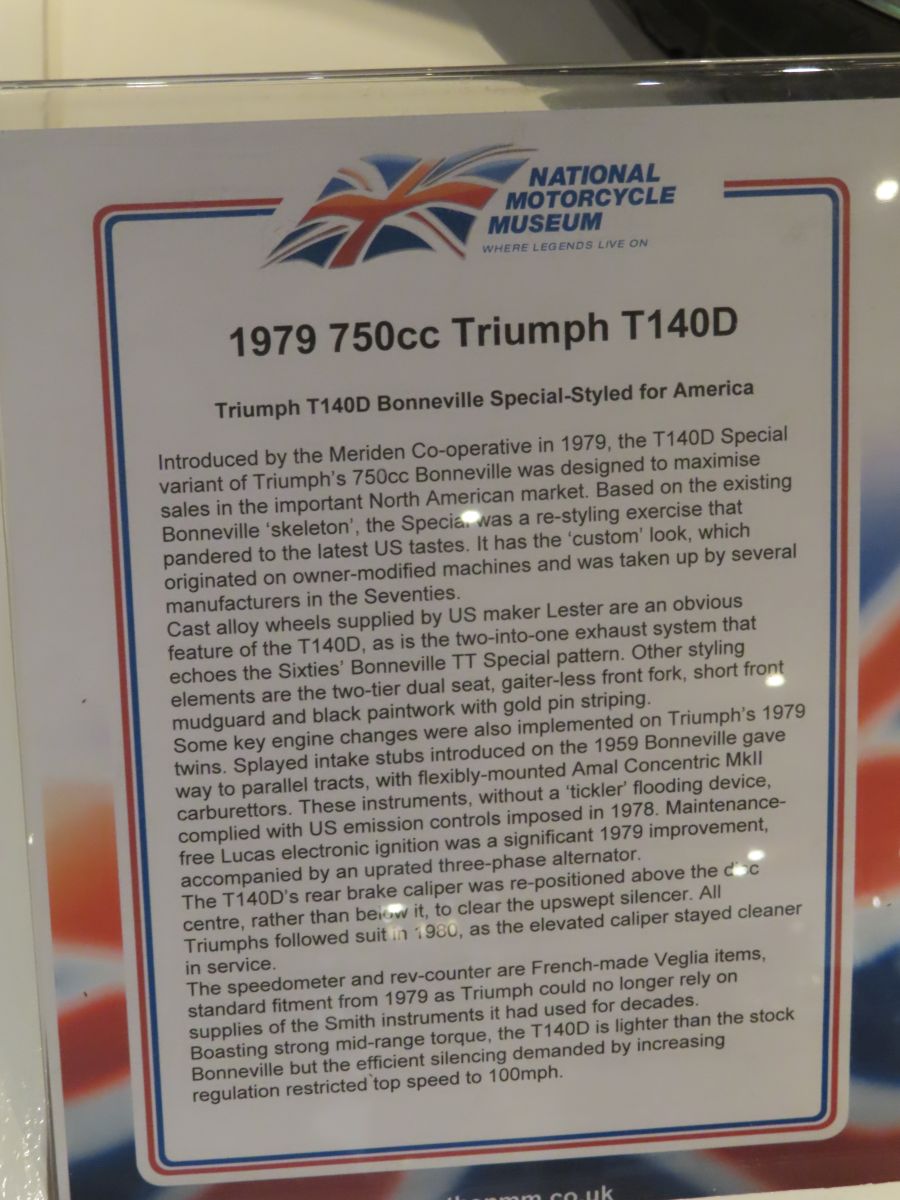 NATIONAL
MOTORCYCLE
MUSEUM
WHERE LEGENDS LIVE ON
1979 750cc Triumph T140D
Triumph T140D Bonneville Special-Styled for America
Introduced by the Meriden Co-operative in 1979, the T140D Special
variant of Triumph's 750cc Bonneville was designed to maximise
sales in the important North American market. Based on the existing
Bonneville 'skeleton', the Special was a re-styling exercise that
pandered to the latest US tastes. It has the 'custom' look, which
originated on owner-modified machines and was taken up by several
manufacturers in the Seventies.
Cast alloy wheels supplied by US maker Lester are an obvious
feature of the T140D, as is the two-into-one exhaust system that
echoes the Sixties' Bonneville TT Special pattern. Other styling
elements are the two-tier dual seat, gaiter-less front fork, short front
mudguard and black paintwork with gold pin striping.
Some key engine changes were also implemented on Triumph's 1979
twins. Splayed intake stubs introduced on the 1959 Bonneville gave
way to parallel tracts, with flexibly-mounted Amal Concentric MkII
carburettors. These instruments, without a 'tickler' flooding device,
complied with US emission controls imposed in 1978. Maintenance-
free Lucas electronic ignition was a significant 1979 improvement,
accompanied by an uprated three-phase alternator.
The T140D's rear brake caliper was re-positioned above the disc
centre, rather than below it, to clear the upswept silencer. All
Triumphs followed suit in 1980, as the elevated caliper stayed cleaner
in service.
The speedometer and rev-counter are French-made Veglia items,
standard fitment from 1979 as Triumph could no longer rely on
supplies of the Smith instruments it had used for decades.
Boasting strong mid-range torque, the T140D is lighter than the stock
Bonneville but the efficient silencing demanded by increasing
regulation restricted top speed to 100mph.